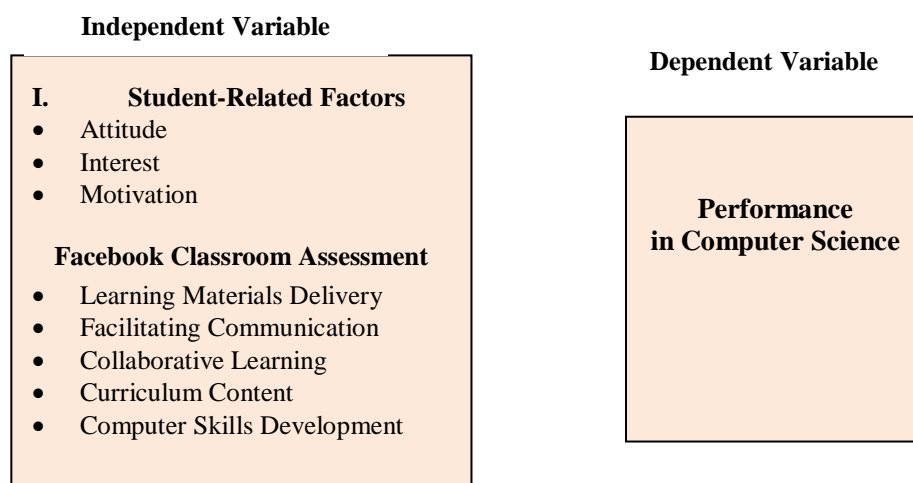 Independent Variable
I. Student-Related Factors
• Attitude
• Interest
• Motivation
Facebook Classroom Assessment
• Learning Materials Delivery
• Facilitating Communication
• Collaborative Learning
• Curriculum Content
• Computer Skills Development
Dependent Variable
Performance
in Computer Science